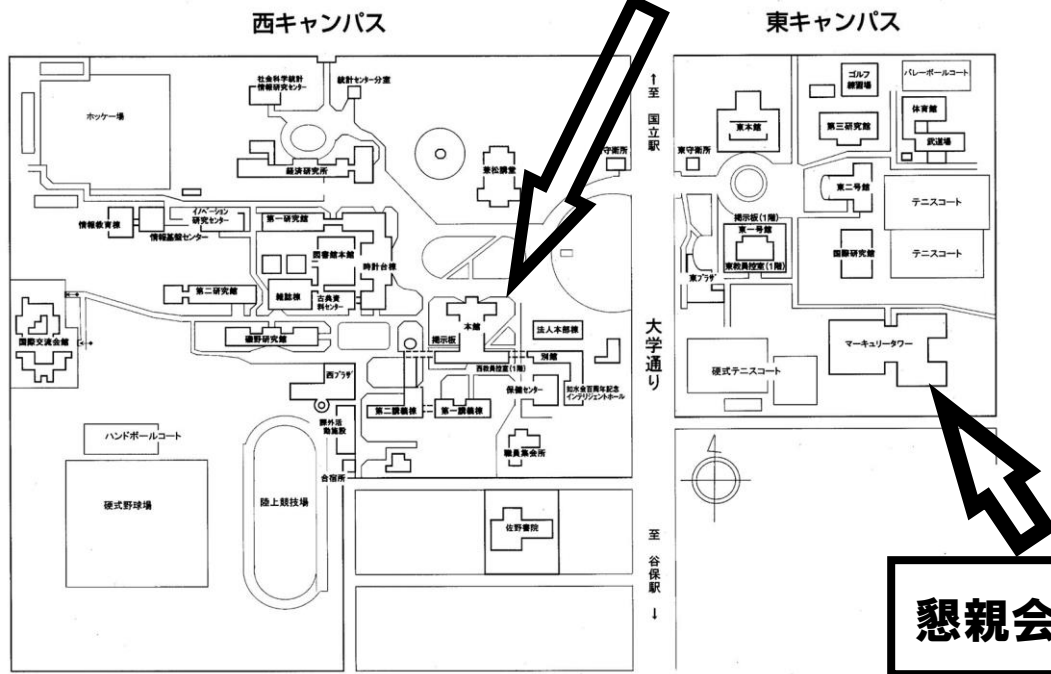 西キャンパス
東キャンパス
ホッケー場
社会科学統計
情報研究センター
統計センター分室
経済研究所
兼松講堂
守衛所
↑至 国立駅
情報教育棟
情報基盤センター
イノベーション
研究センター
第一研究館
図書館本館
時計台棟
第二研究館
雑誌棟
古典資
料センター
国際交流会館
磯野研究館
掲示板
本館
法人本部棟
別館
西教員控室(1階)
西プラザ
第二講義棟
第一講義棟
保健センター
如水会百周年記念
インテリジェントホール
課外活
動施設
職員集会所
合宿所
ハンドボールコート
硬式野球場
陸上競技場
佐野書院
大学通り
至 谷保駅 ↓
東守衛所
東本館
ゴルフ
練習場
バレーボールコート
第三研究館
体育館
武道場
東二号館
テニスコート
掲示板(1階)
東一号館
東教員控室(1階)
東プラザ
国際研究館
テニスコート
マーキュリータワー
硬式テニスコート
懇親会